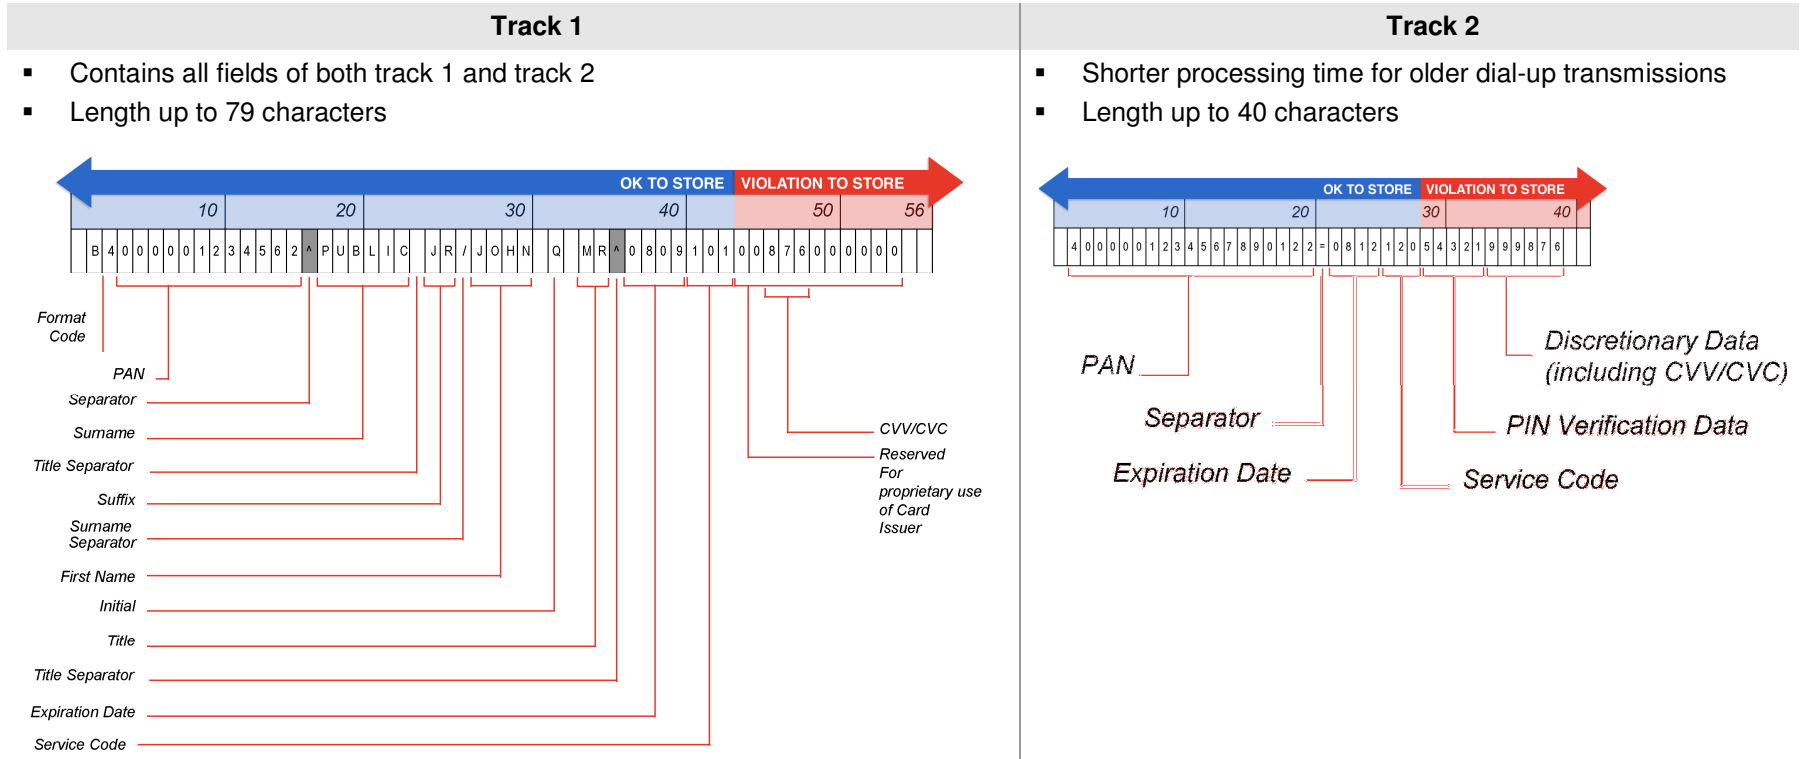 Track 1
▪ Contains all fields of both track 1 and track 2
▪ Length up to 79 characters
OK TO STORE VIOLATION TO STORE
10 20 30 40 50 56
B 4 0 0 0 0 0 1 2 3 4 5 6 2 ^ P U B L I C J R / J O H N Q M R ^ 0 8 0 9 1 0 1 0 0 8 7 6 0 0 0 0 0 0
Format
Code
PAN
Separator
Surname
Title Separator
Suffix
Surname
Separator
First Name
Initial
Title
Title Separator
Expiration Date
Service Code
CVV/CVC
Reserved
For
proprietary use
of Card
Issuer
Track 2
▪ Shorter processing time for older dial-up transmissions
▪ Length up to 40 characters
OK TO STORE VIOLATION TO STORE
10 20 30 40
4 0 0 0 0 0 1 2 3 4 5 6 7 8 9 0 1 2 2 = 0 8 1 2 1 2 0 5 4 3 2 1 9 9 9 8 7 6
PAN
Separator
Expiration Date
Discretionary Data
(including CVV/CVC)
PIN Verification Data
Service Code